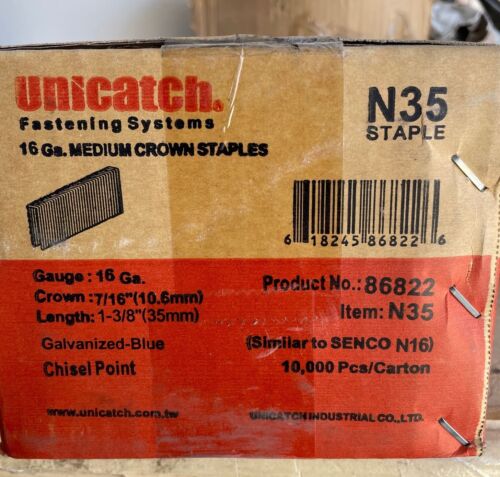 unicatch®
Fastening Systems
16 Ga. MEDIUM CROWN STAPLES
N35
STAPLE
6 18245 86822 6
Gauge : 16 Ga.
Crown: 7/16"(10.6mm)
Length: 1-3/8"(35mm)
Galvanized-Blue
Chisel Point
www.unicatch.com.tw
Product No.: 86822
Item: N35
(Similar to SENCO N16)
10,000 Pcs/Carton
UNICATCH INDUSTRIAL CO.,LTD.